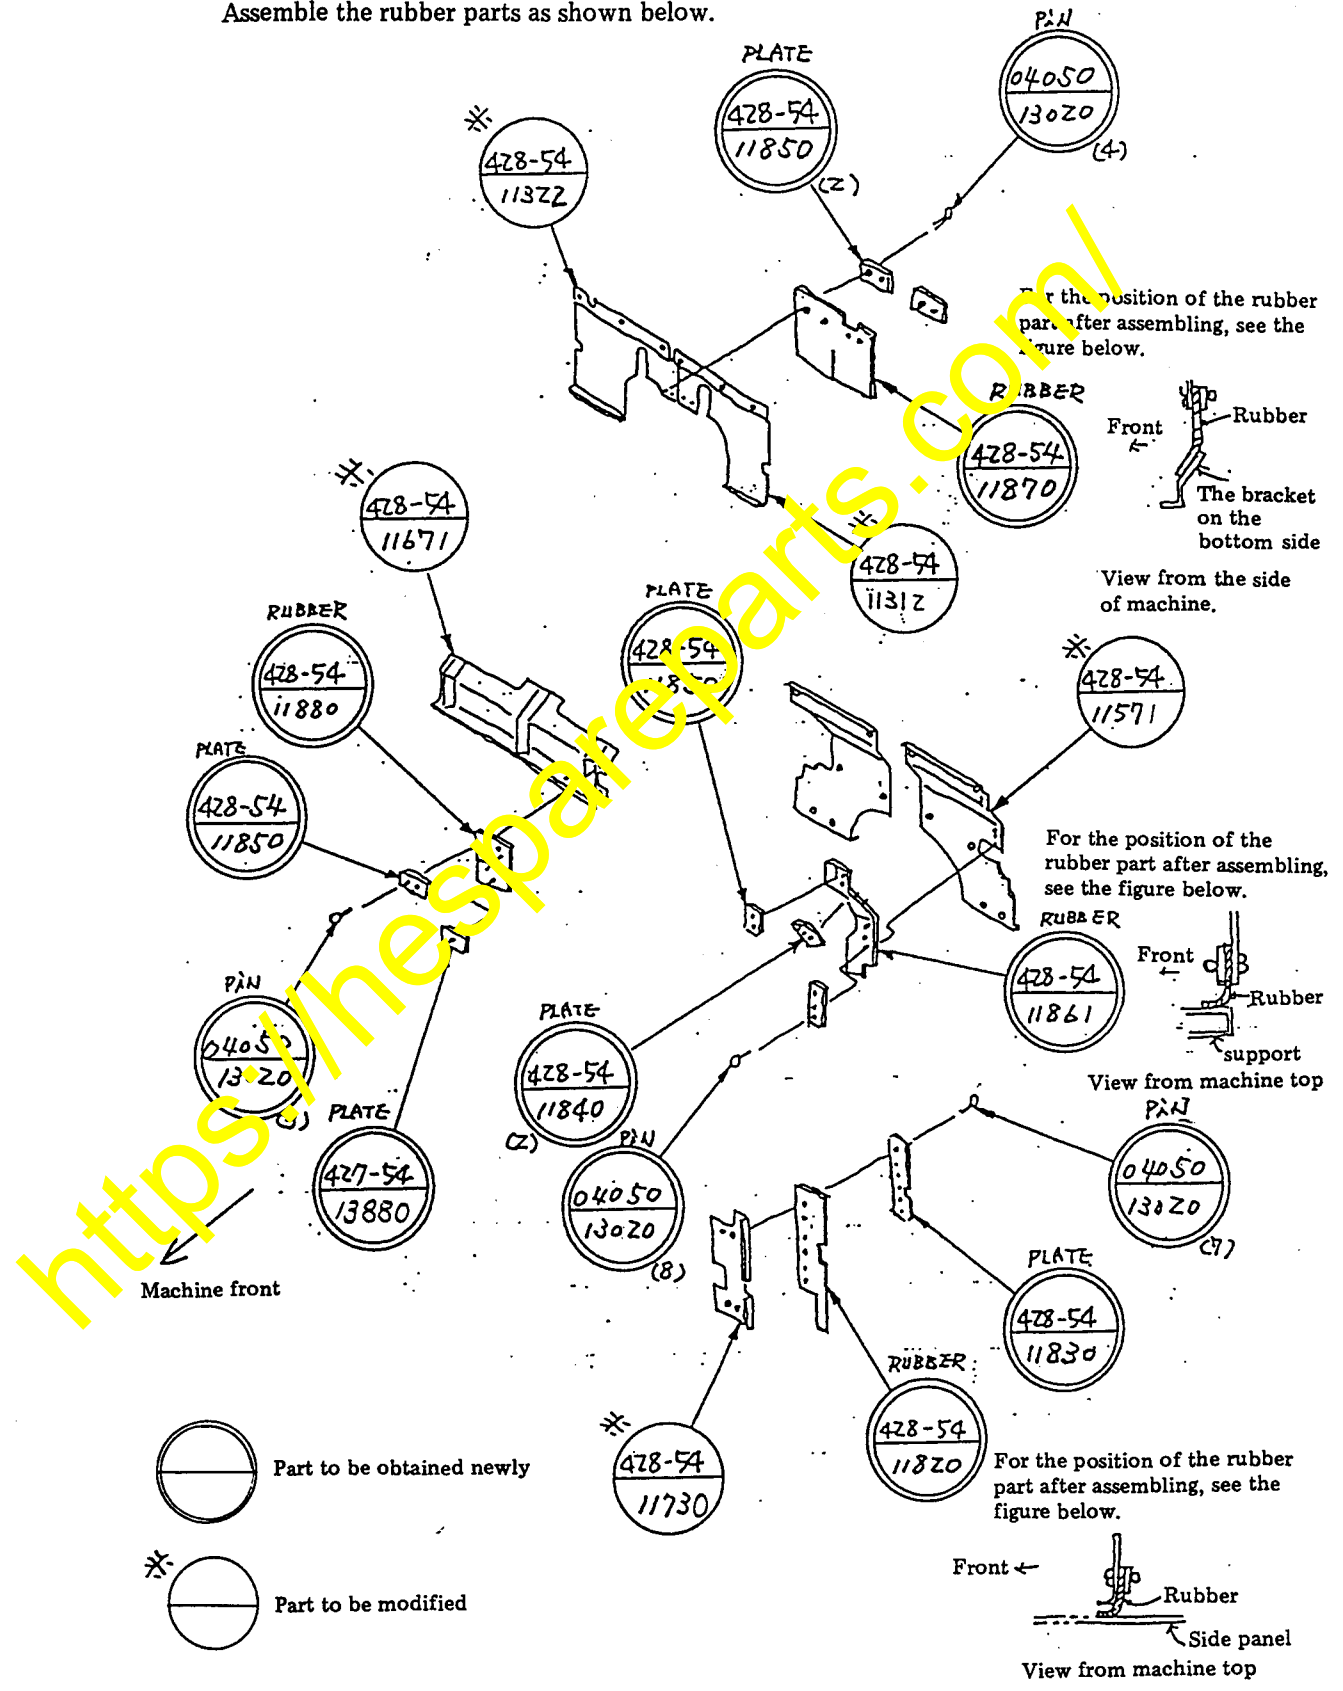 Assemble the rubber parts as shown below.
PiN
04050
13020
(4)
PLATE
428-54
11850
(2)
※
428-54
11322
For the position of the rubber
part after assembling, see the
figure below.
RUBBER
428-54
11870
Front
Rubber
The bracket
on the
bottom side
View from the side
of machine.
※
428-54
11312
※
428-54
11671
RUBBER
428-54
11880
PLATE
428-54
11850
PLATE
428-54
11850
※
428-54
11571
For the position of the
rubber part after assembling,
see the figure below.
RUBBER
428-54
11861
Front
Rubber
support
View from machine top
PiN
04050
13020
PLATE
427-54
13880
Machine front
PLATE
428-54
11840
(2)
PiN
04050
13020
(8)
PiN
04050
13020
(7)
PLATE
428-54
11830
RUBBER
428-54
11820
※
428-54
11730
For the position of the rubber
part after assembling, see the
figure below.
Front
Rubber
Side panel
View from machine top
Part to be obtained newly
※
Part to be modified
https://hespareparts.com/